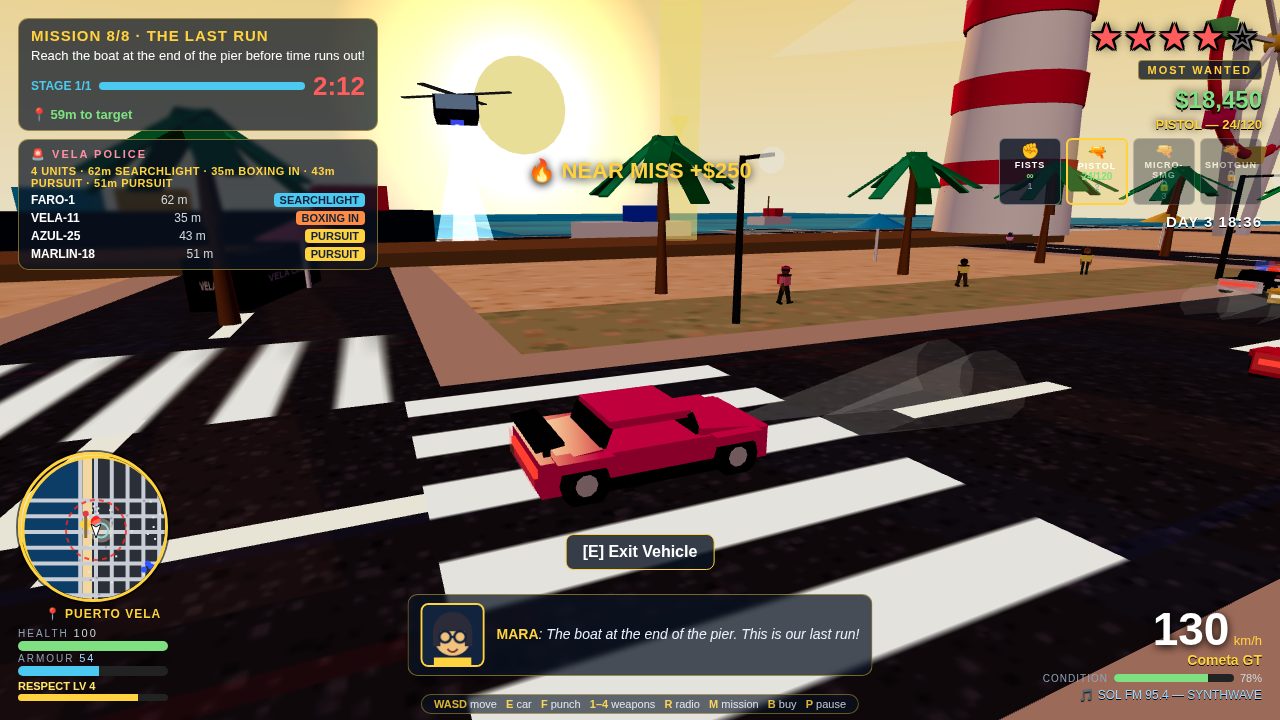 MISSION 8/8 · THE LAST RUN
Reach the boat at the end of the pier before time runs out!
STAGE 1/1 2:12
59m to target
VELA POLICE
4 UNITS · 62m SEARCHLIGHT · 35m BOXING IN · 43m
PURSUIT · 51m PURSUIT
FARO-1 62 m SEARCHLIGHT
VELA-11 35 m BOXING IN
AZUL-25 43 m PURSUIT
MARLIN-18 51 m PURSUIT
NEAR MISS +$250
MOST WANTED
$18,450
PISTOL — 24/120
FISTS
∞
1
PISTOL
24/120
MICRO-
SMG
3
SHOTGUN
DAY 3 18:36
[E] Exit Vehicle
MARA: The boat at the end of the pier. This is our last run!
WASD move E car F punch 1–4 weapons R radio M mission B buy P pause
PUERTO VELA
HEALTH 100
ARMOUR 54
RESPECT LV 4
130 km/h
Cometa GT
CONDITION 78%
SOL FM 95.4 — SYNTHWAVE